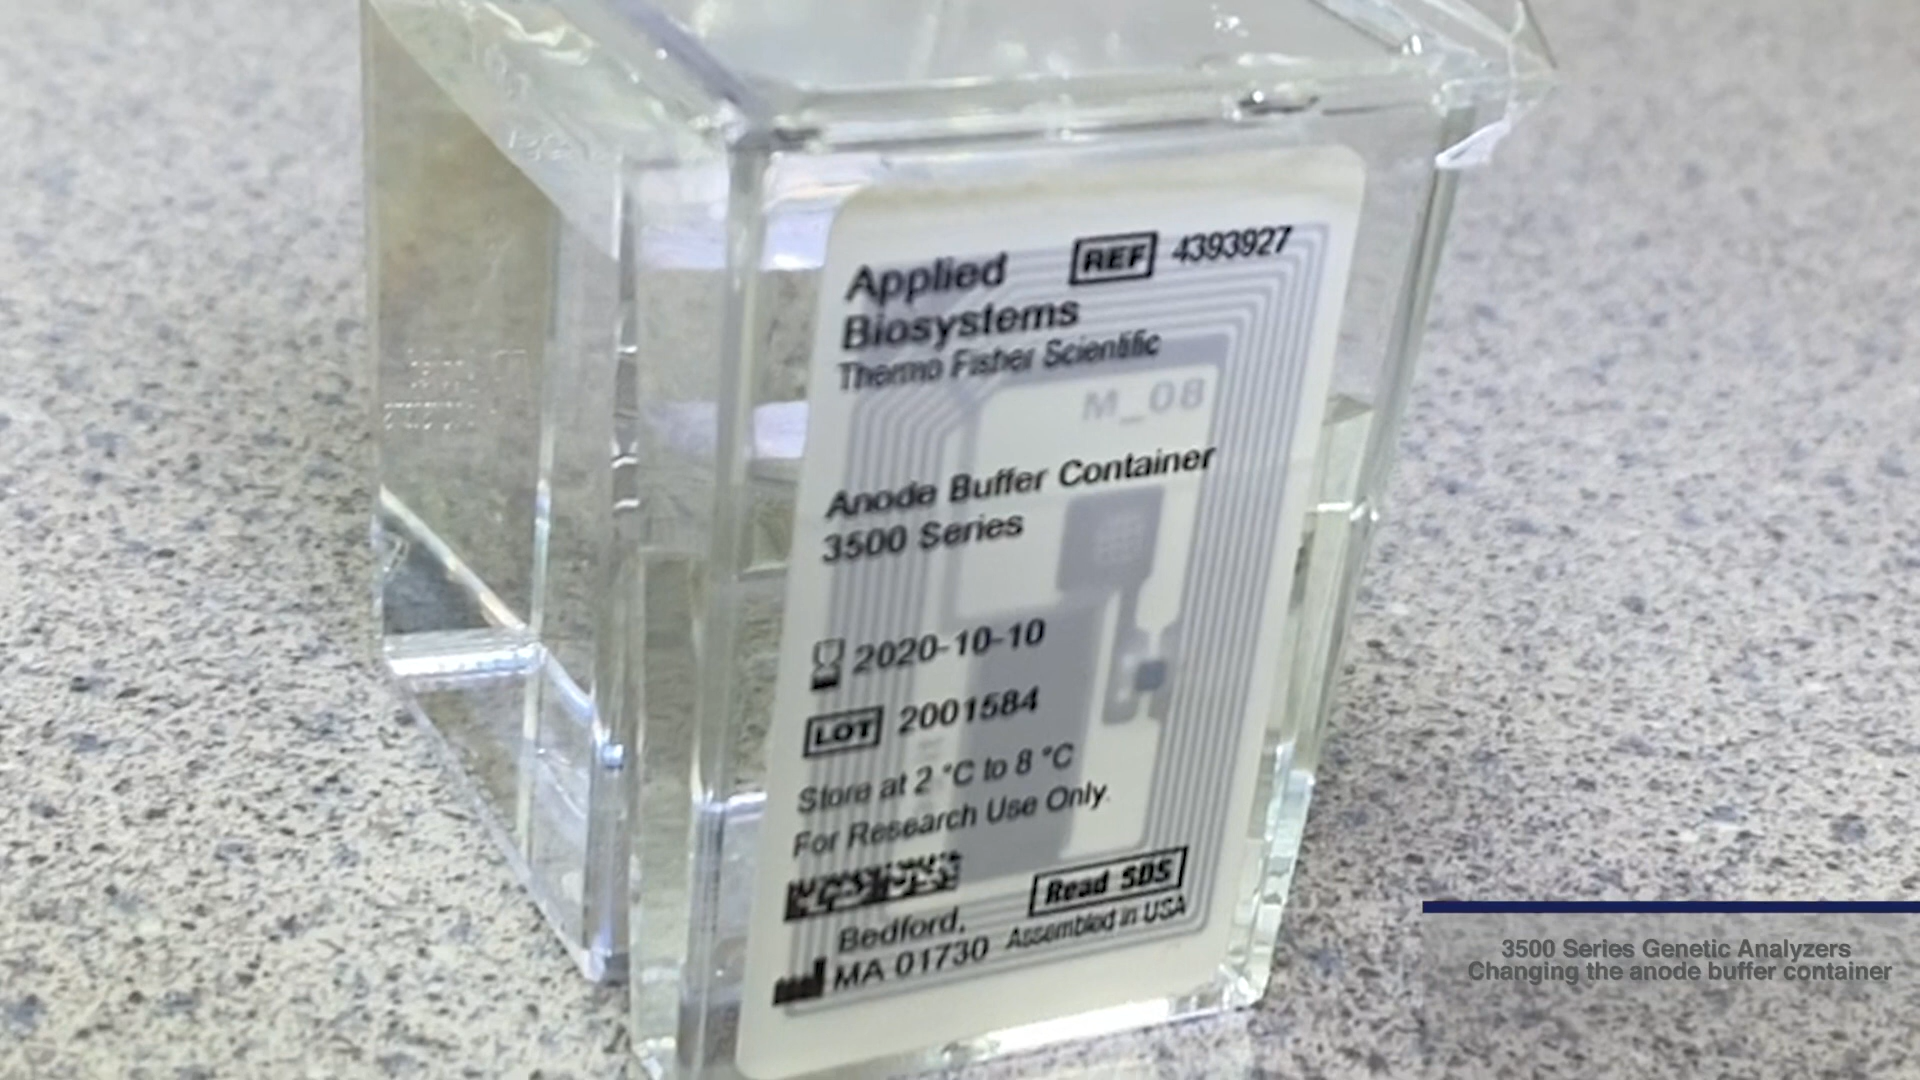 Applied REF 4393927
Biosystems
Thermo Fisher Scientific
M_08
Anode Buffer Container
3500 Series
2020-10-10
LOT 2001584
Store at 2 °C to 8 °C
For Research Use Only.
Read SDS
Bedford,
MA 01730 Assembled in USA
3500 Series Genetic Analyzers
Changing the anode buffer container